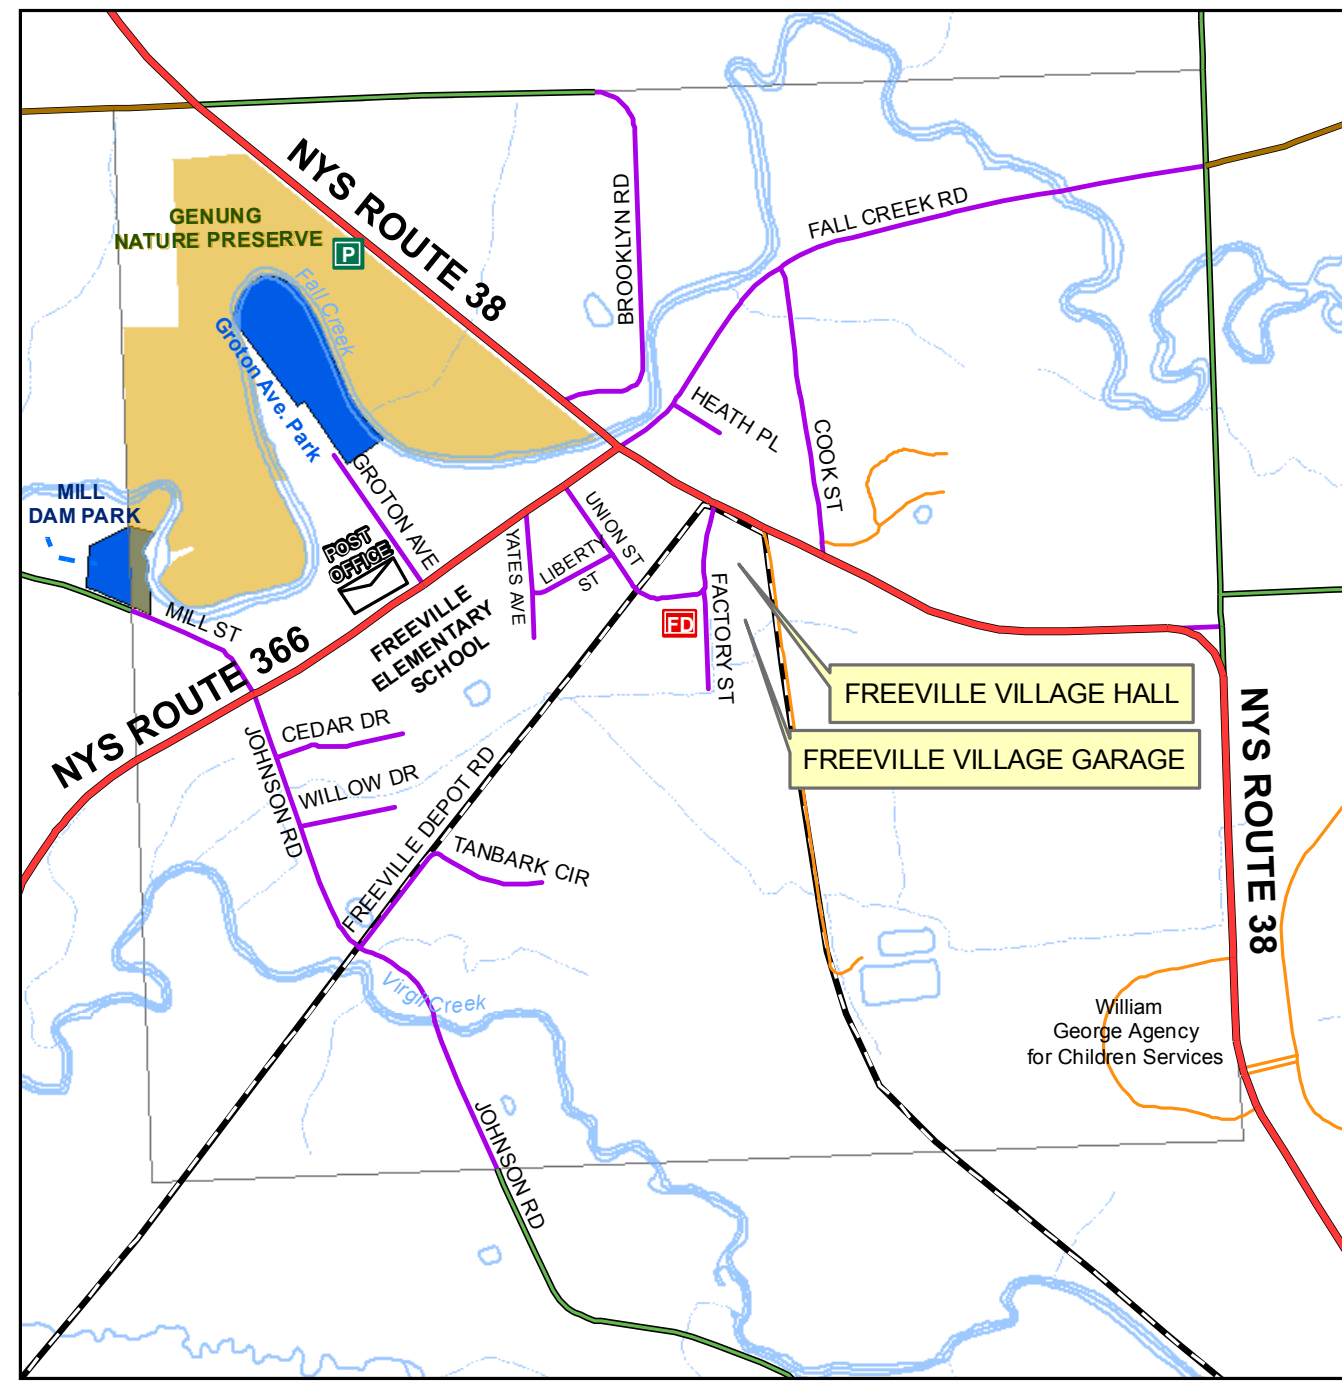 NYS ROUTE 38
BROOKLYN RD
FALL CREEK RD
GENUNG
NATURE PRESERVE
P
Fall Creek
Groton Ave. Park
HEATH PL
COOK ST
MILL
DAM PARK
GROTON AVE
POST
OFFICE
UNION ST
YATES AVE
LIBERTY
ST
FACTORY ST
FD
MILL ST
FREEVILLE
ELEMENTARY
SCHOOL
NYS ROUTE 366
FREEVILLE VILLAGE HALL
FREEVILLE VILLAGE GARAGE
NYS ROUTE 38
CEDAR DR
JOHNSON RD
WILLOW DR
FREEVILLE DEPOT RD
TANBARK CIR
Virgil Creek
William
George Agency
for Children Services
JOHNSON RD